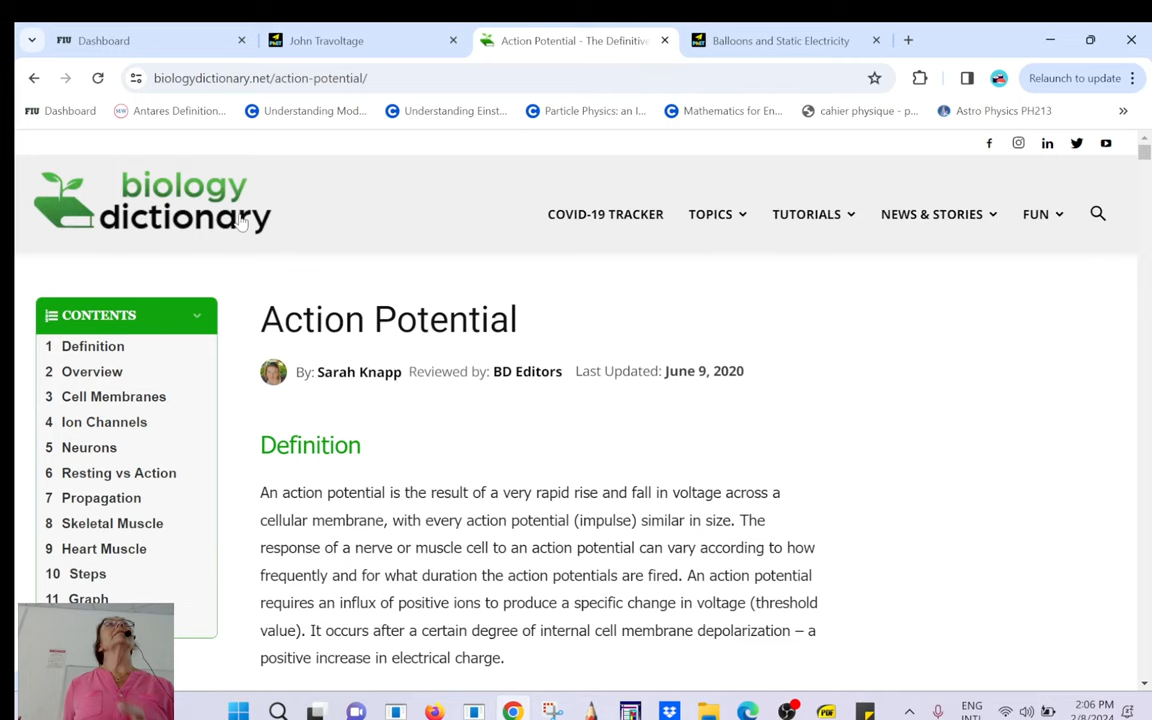 FIU Dashboard
John Travoltage
Action Potential - The Definitive
Balloons and Static Electricity
biologydictionary.net/action-potential/
Relaunch to update
FIU Dashboard
Antares Definition...
Understanding Mod...
Understanding Einst...
Particle Physics: an I...
Mathematics for En...
cahier physique - p...
Astro Physics PH213
biology
dictionary
COVID-19 TRACKER
TOPICS
TUTORIALS
NEWS & STORIES
FUN
CONTENTS
1 Definition
2 Overview
3 Cell Membranes
4 Ion Channels
5 Neurons
6 Resting vs Action
7 Propagation
8 Skeletal Muscle
9 Heart Muscle
10 Steps
11 Graph
Action Potential
By: Sarah Knapp Reviewed by: BD Editors Last Updated: June 9, 2020
Definition
An action potential is the result of a very rapid rise and fall in voltage across a
cellular membrane, with every action potential (impulse) similar in size. The
response of a nerve or muscle cell to an action potential can vary according to how
frequently and for what duration the action potentials are fired. An action potential
requires an influx of positive ions to produce a specific change in voltage (threshold
value). It occurs after a certain degree of internal cell membrane depolarization – a
positive increase in electrical charge.
ENG
INTL
2:06 PM
2/8/2024